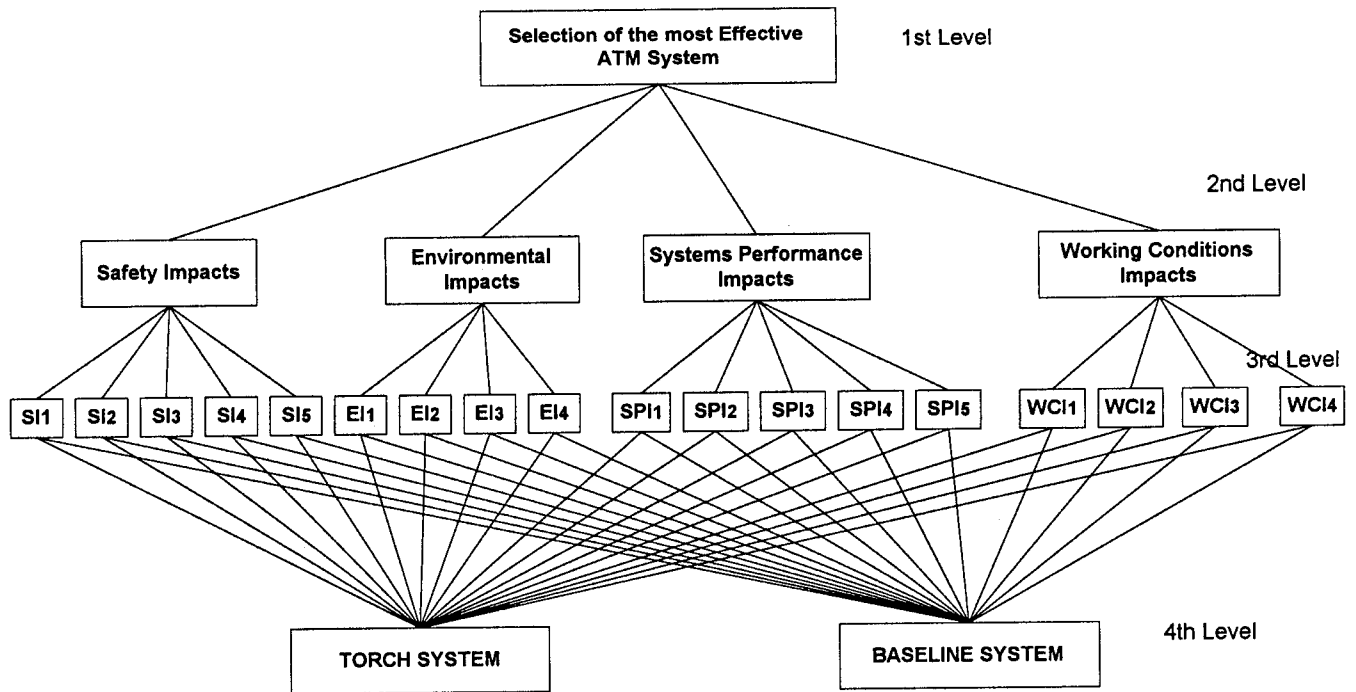 Selection of the most Effective
ATM System
1st Level
2nd Level
Safety Impacts
Environmental
Impacts
Systems Performance
Impacts
Working Conditions
Impacts
3rd Level
SI1 SI2 SI3 SI4 SI5 EI1 EI2 EI3 EI4 SPI1 SPI2 SPI3 SPI4 SPI5 WCI1 WCI2 WCI3 WCI4
TORCH SYSTEM
BASELINE SYSTEM
4th Level